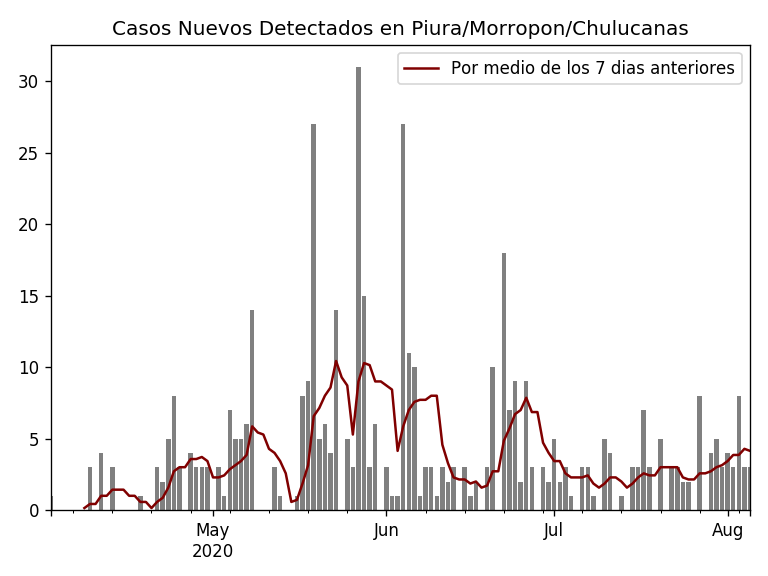 Casos Nuevos Detectados en Piura/Morropon/Chulucanas
Por medio de los 7 dias anteriores
30
25
20
15
10
5
0
May
2020
Jun
Jul
Aug